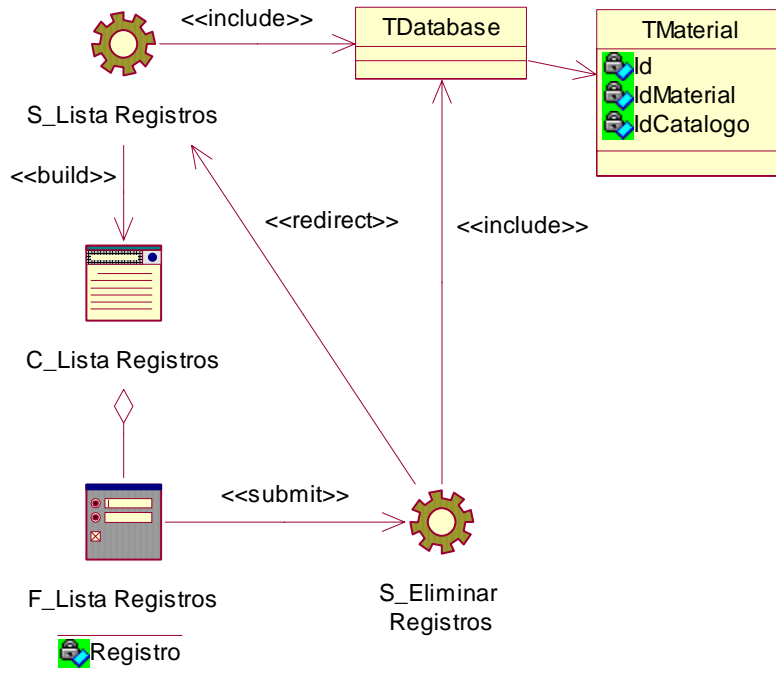 <<include>>
TDatabase
TMaterial
Id
IdMaterial
IdCatalogo
S_Lista Registros
<<build>>
<<redirect>>
<<include>>
C_Lista Registros
<<submit>>
F_Lista Registros
S_Eliminar
Registros
Registro